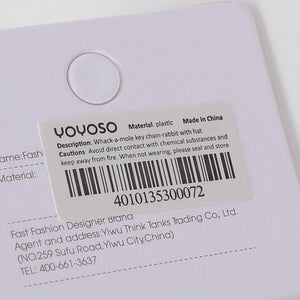 YOYOSO Material: plastic Made in China
Description: Whack-a-mole key chain-rabbit with hat
Cautions: Avoid direct contact with chemical substances and
keep away from fire. When not wearing, please seal and store
4010135300072
ame:Fashi
Material:
Fast Fashion Designer Brand
Agent and address:Yiwu Think Tanks Trading Co., Ltd.
(NO.259 Sufu Road.Yiwu City,China)
TEL: 400-661-3637